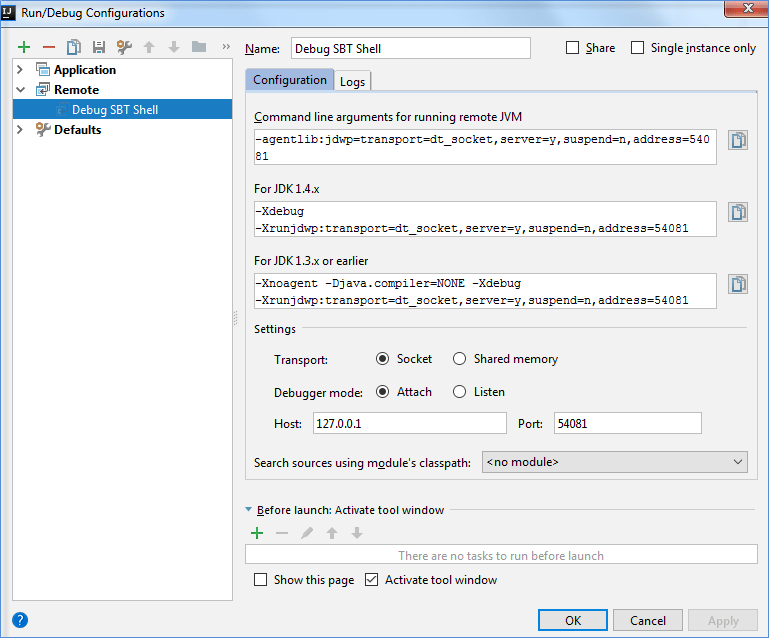 Run/Debug Configurations
Name: Debug SBT Shell Share Single instance only
Application
Remote
Debug SBT Shell
Defaults
Configuration Logs
Command line arguments for running remote JVM
-agentlib:jdwp=transport=dt_socket,server=y,suspend=n,address=540
81
For JDK 1.4.x
-Xdebug
-Xrunjdwp:transport=dt_socket,server=y,suspend=n,address=54081
For JDK 1.3.x or earlier
-Xnoagent -Djava.compiler=NONE -Xdebug
-Xrunjdwp:transport=dt_socket,server=y,suspend=n,address=54081
Settings
Transport: Socket Shared memory
Debugger mode: Attach Listen
Host: 127.0.0.1 Port: 54081
Search sources using module's classpath: <no module>
Before launch: Activate tool window
There are no tasks to run before launch
Show this page Activate tool window
OK Cancel Apply